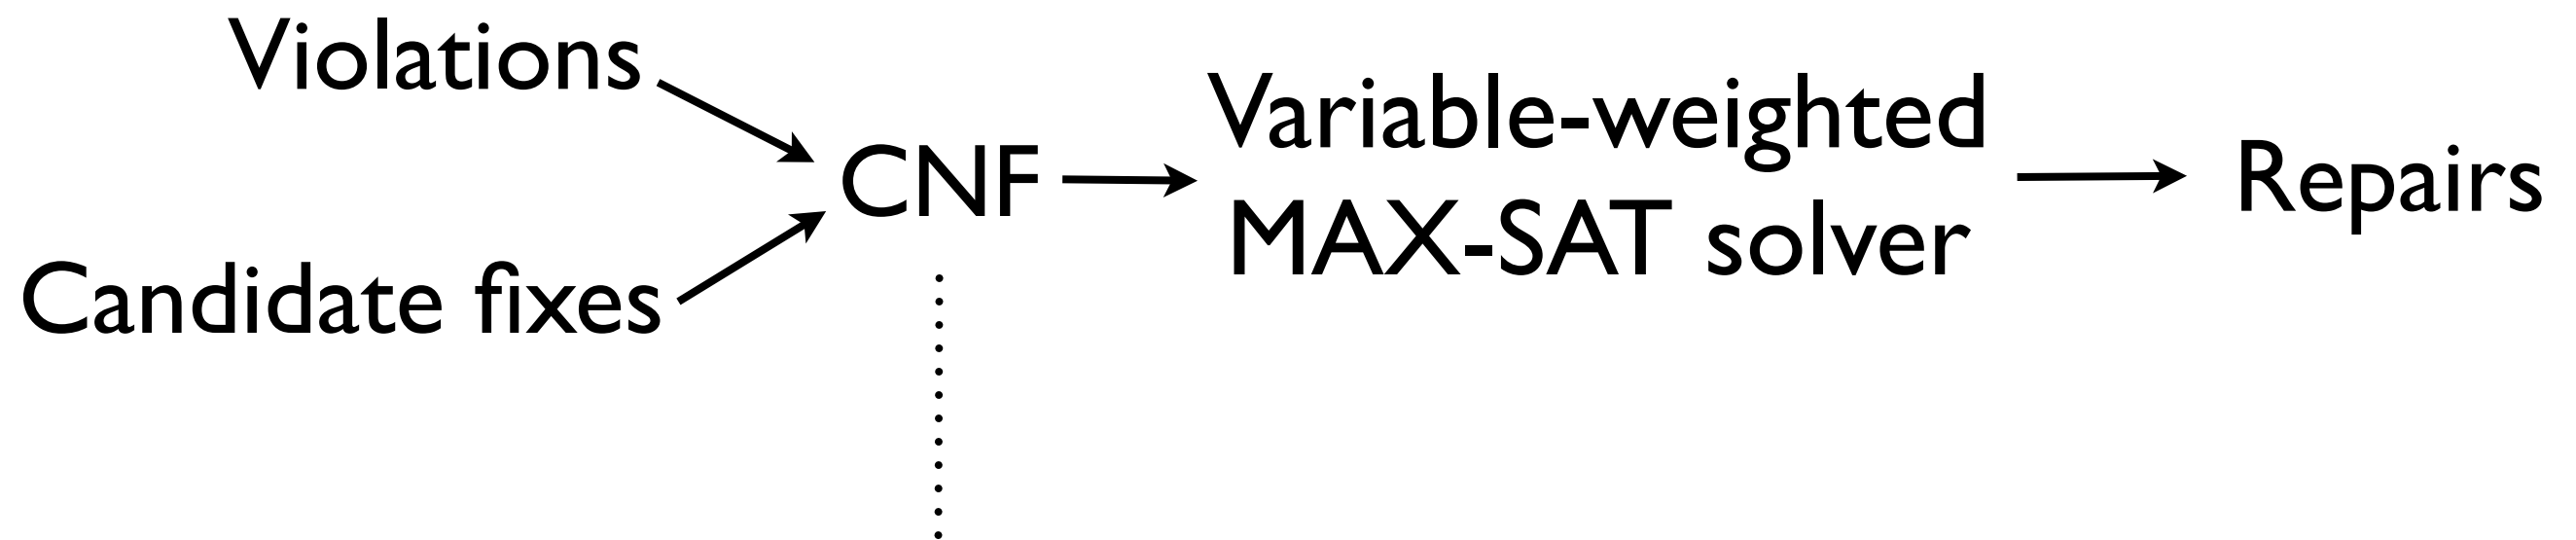 Violations
Candidate fixes
CNF
Variable-weighted
MAX-SAT solver
Repairs